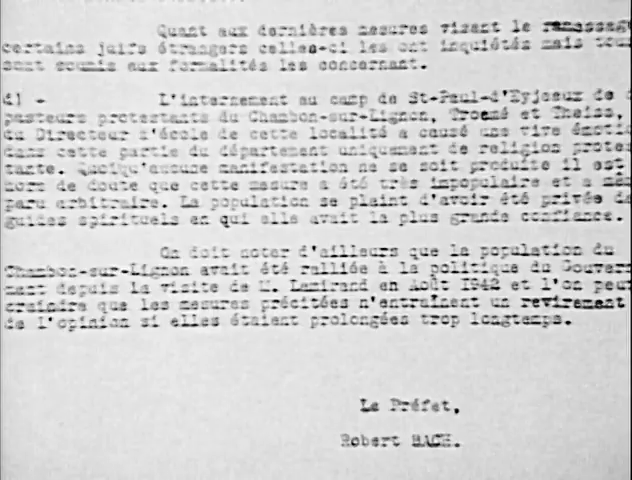 Quant aux dernières mesures visant le ramassage
certains juifs étrangers celles-ci les ont inquiétés mais tous
sont soumis aux formalités les concernant.
d) - L'internement au camp de St-Paul-d'Eyjeaux de
pasteurs protestants du Chambon-sur-Lignon, Trocmé et Theiss,
du Directeur d'école de cette localité a causé une vive émotio
dans cette partie du département uniquement de religion protes
tante. Quoiqu'aucune manifestation ne se soit produite il est
hors de doute que cette mesure a été très impopulaire et a mêm
paru arbitraire. La population se plaint d'avoir été privée de
guides spirituels en qui elle avait la plus grande confiance.
On doit noter d'ailleurs que la population du
Chambon-sur-Lignon avait été ralliée à la politique du Gouver
ment depuis la visite de M. Lamirand en Août 1942 et l'on peu
craindre que les mesures précitées n'entraînent un revirement
de l'opinion si elles étaient prolongées trop longtemps.
Le Préfet,
Robert BACH.